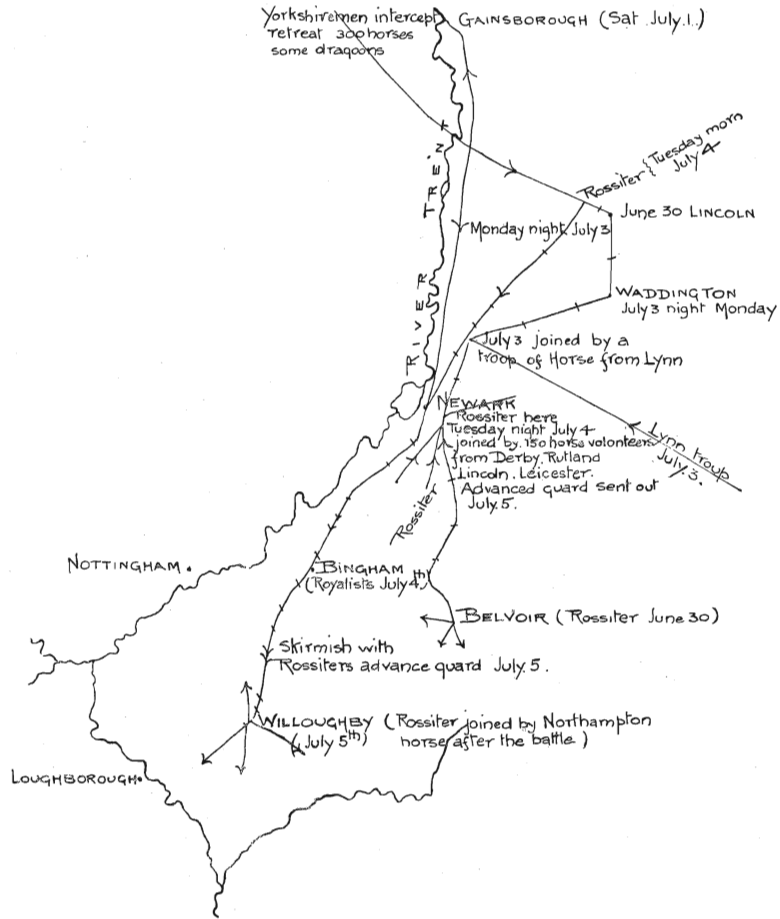 Yorkshiremen intercept
retreat 300 horses
some dragoons
GAINSBOROUGH (Sat July.1.)
RIVER TREN
Rossiter { Tuesday morn
July 4
June 30 LINCOLN
Monday night July 3
WADDINGTON
July 3 night Monday
July 3 joined by a
troop of Horse from Lynn
NEWARK
Rossiter here
Tuesday night July 4
joined by 150 horse volunteers
from Derby, Rutland
Lincoln. Leicester.
Advanced guard sent out
July 5.
Lynn troup
July 3.
Rossiter
NOTTINGHAM.
BINGHAM
(Royalists July 4th)
BELVOIR (Rossiter June 30)
Skirmish with
Rossiters advance guard July 5.
WILLOUGHBY (Rossiter joined by Northampton
(July 5th) horse after the battle)
LOUGHBOROUGH.